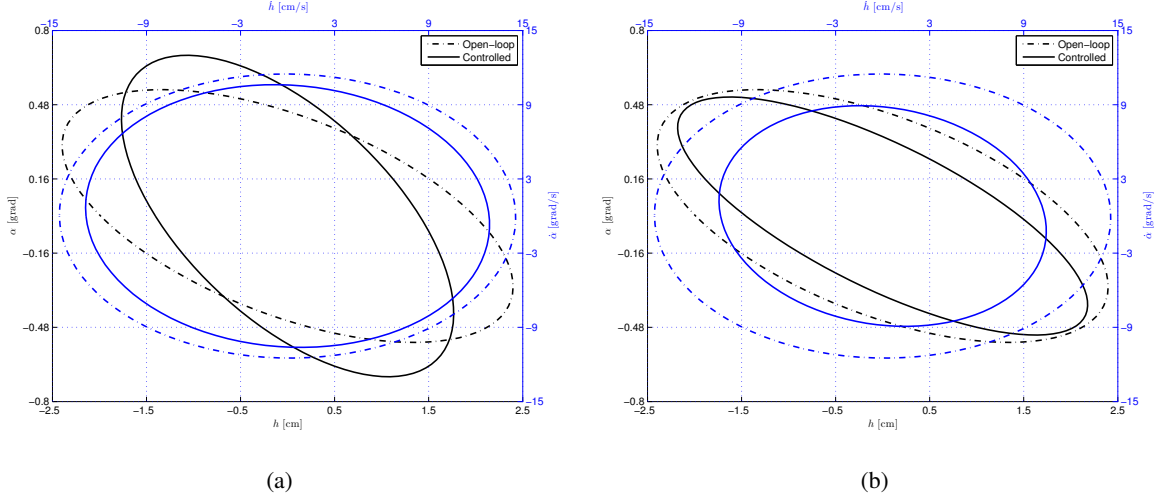 ḣ [cm/s]
−15 −9 −3 3 9 15
0.8 15
Open−loop
Controlled
0.48 9
0.16 3
α [grad]
α̇ [grad/s]
−0.16 −3
−0.48 −9
−0.8 −15
−2.5 −1.5 −0.5 0.5 1.5 2.5
h [cm]
(a)
ḣ [cm/s]
−15 −9 −3 3 9 15
0.8 15
Open−loop
Controlled
0.48 9
0.16 3
α [grad]
α̇ [grad/s]
−0.16 −3
−0.48 −9
−0.8 −15
−2.5 −1.5 −0.5 0.5 1.5 2.5
h [cm]
(b)